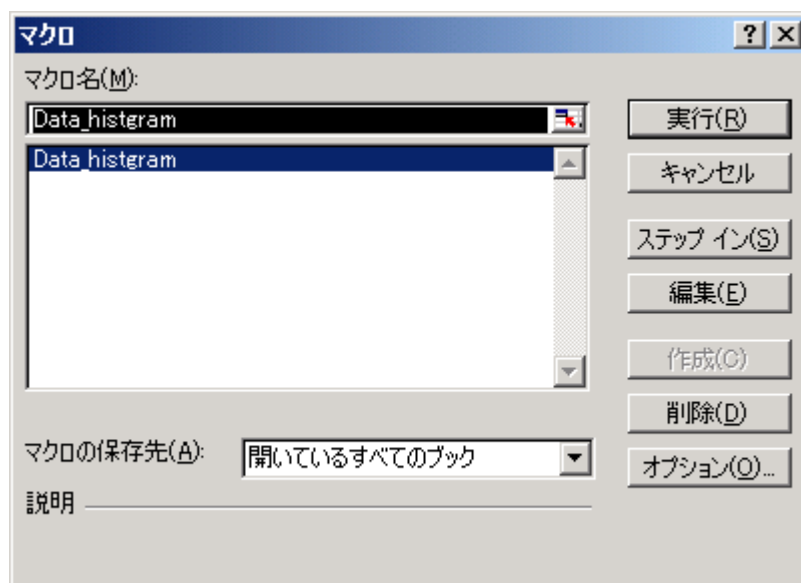 マクロ
マクロ名(M):
Data_histgram
Data_histgram
実行(R)
キャンセル
ステップ イン(S)
編集(E)
作成(C)
削除(D)
オプション(O)...
マクロの保存先(A):
開いているすべてのブック
説明